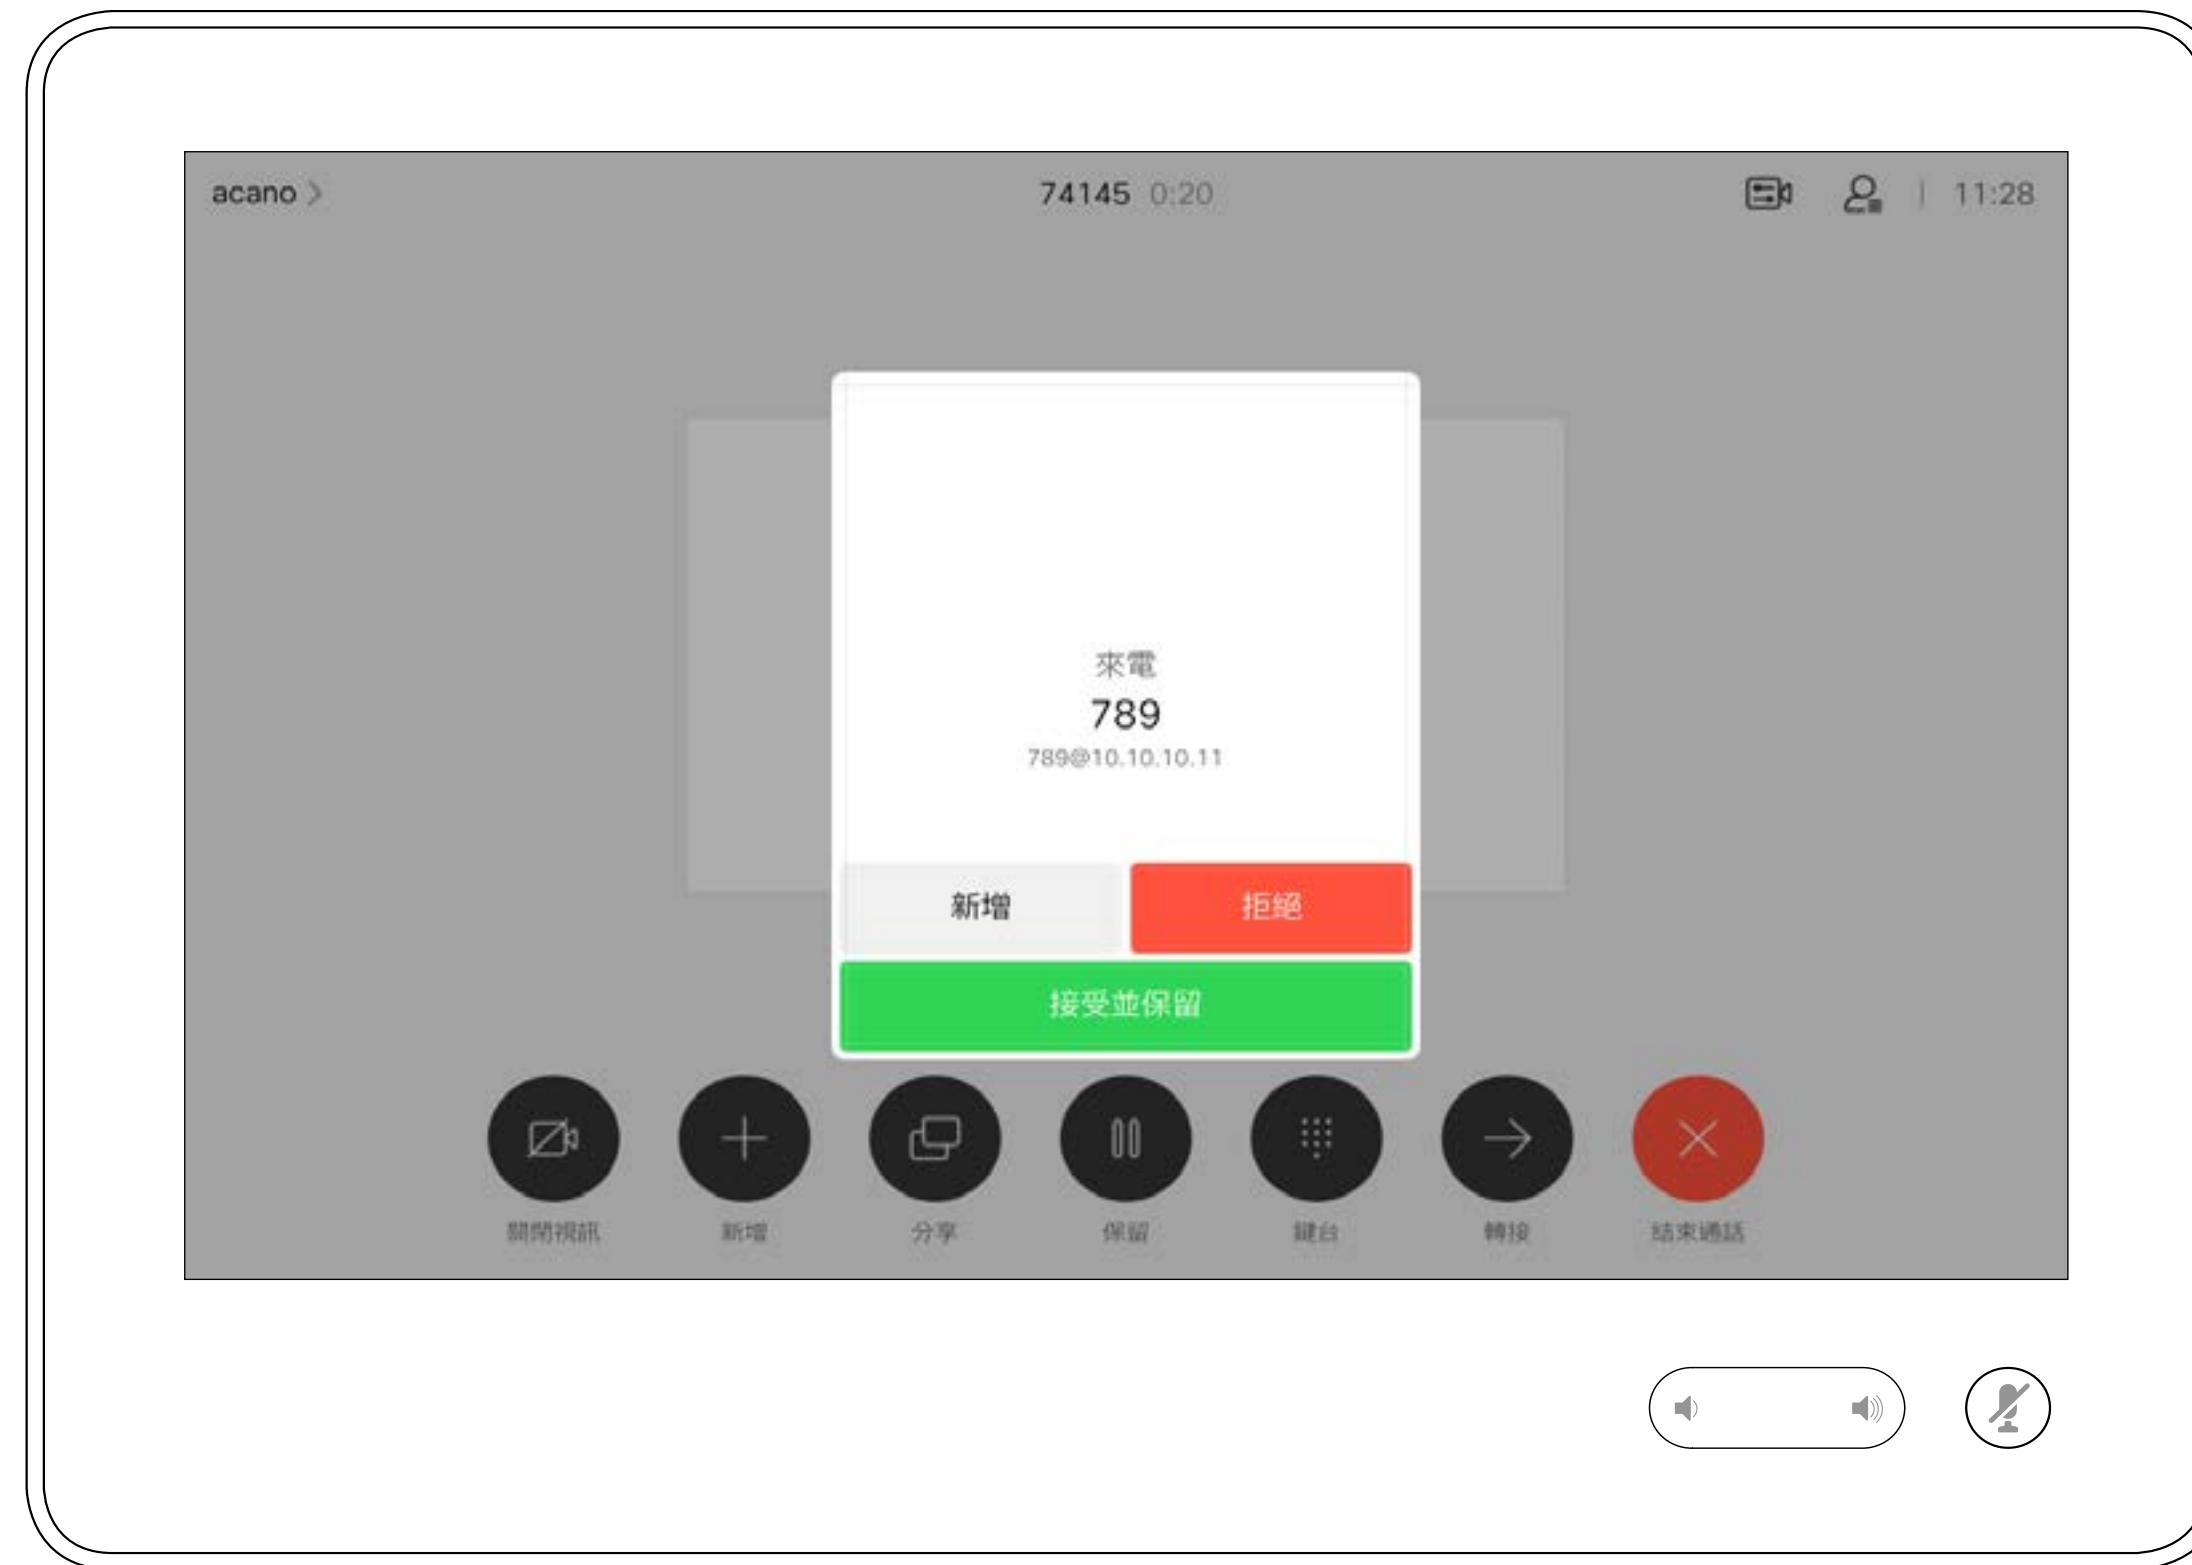 acano
74145 0:20
11:28
來電
789
789@10.10.10.11
新增 拒絕
接受並保留
關閉視訊 新增 分享 保留 鍵台 轉接 結束通話